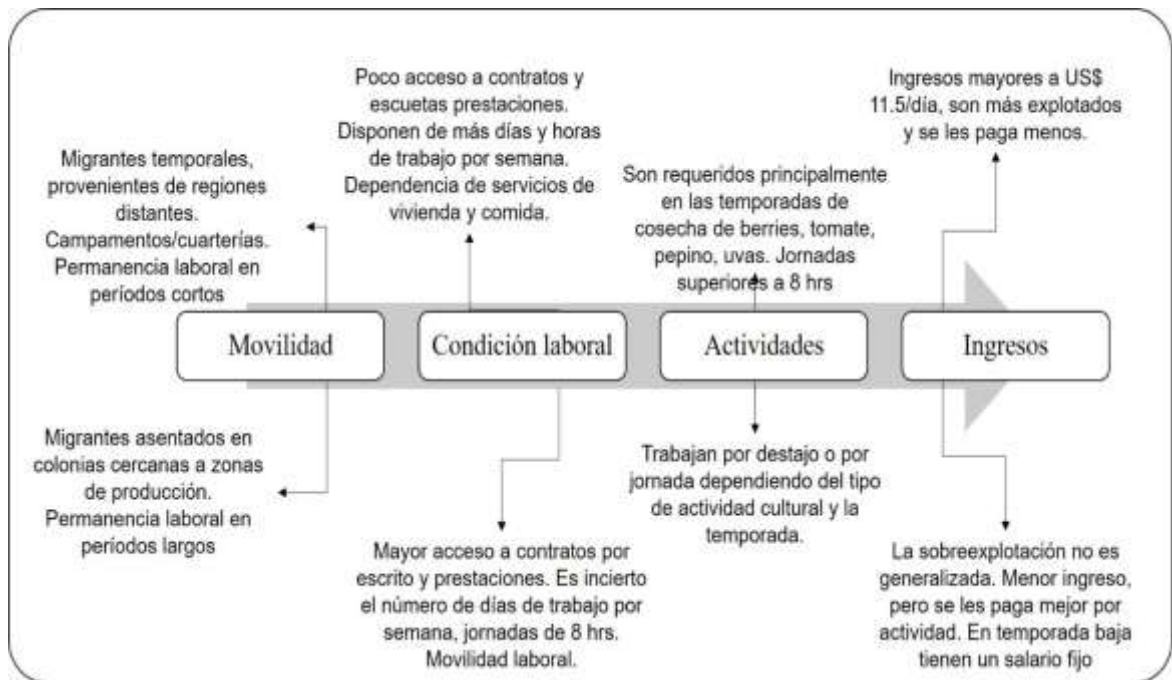 Migrantes temporales,
provenientes de regiones
distantes.
Campamentos/cuarterías.
Permanencia laboral en
períodos cortos
Poco acceso a contratos y
escuetas prestaciones.
Disponen de más días y horas
de trabajo por semana.
Dependencia de servicios de
vivienda y comida.
Son requeridos principalmente
en las temporadas de
cosecha de berries, tomate,
pepino, uvas. Jornadas
superiores a 8 hrs
Ingresos mayores a US$
11.5/día, son más explotados
y se les paga menos.
Movilidad
Condición laboral
Actividades
Ingresos
Migrantes asentados en
colonias cercanas a zonas
de producción.
Permanencia laboral en
períodos largos
Mayor acceso a contratos por
escrito y prestaciones. Es incierto
el número de días de trabajo por
semana, jornadas de 8 hrs.
Movilidad laboral.
Trabajan por destajo o por
jornada dependiendo del tipo
de actividad cultural y la
temporada.
La sobreexplotación no es
generalizada. Menor ingreso,
pero se les paga mejor por
actividad. En temporada baja
tienen un salario fijo